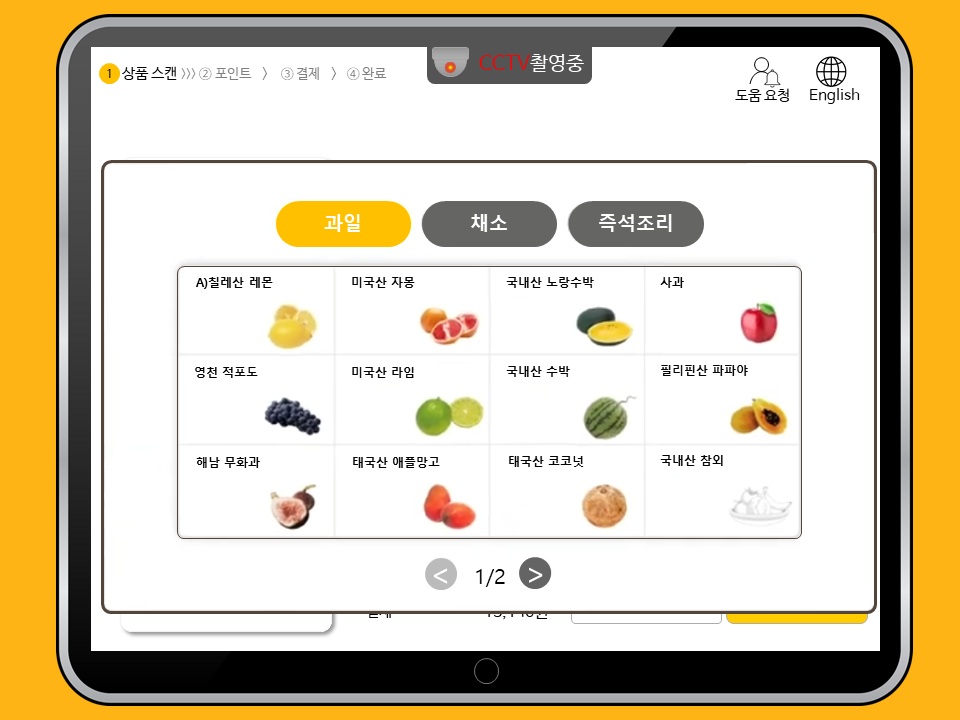 CCTV촬영중
1 상품 스캔 〉〉〉 ② 포인트 〉 ③ 결제 〉 ④ 완료
도움 요청 English
과일 채소 즉석조리
A)칠레산 레몬 미국산 자몽 국내산 노랑수박 사과
영천 적포도 미국산 라임 국내산 수박 필리핀산 파파야
해남 무화과 태국산 애플망고 태국산 코코넛 국내산 참외
< 1/2 >